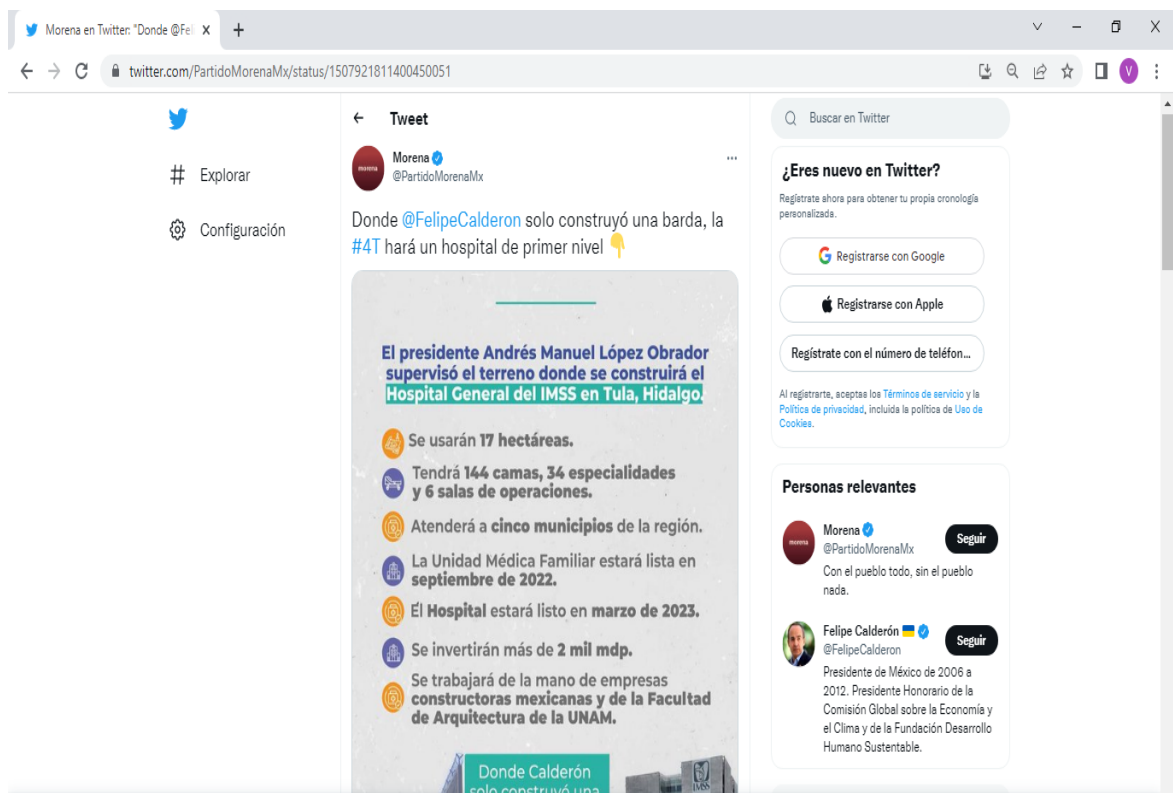 Morena en Twitter: "Donde @Fel
twitter.com/PartidoMorenaMx/status/1507921811400450051
V
Explorar
Configuración
Tweet
morena
Morena
@PartidoMorenaMx
Donde @FelipeCalderon solo construyó una barda, la
#4T hará un hospital de primer nivel
El presidente Andrés Manuel López Obrador
supervisó el terreno donde se construirá el
Hospital General del IMSS en Tula, Hidalgo.
Se usarán 17 hectáreas.
Tendrá 144 camas, 34 especialidades
y 6 salas de operaciones.
Atenderá a cinco municipios de la región.
La Unidad Médica Familiar estará lista en
septiembre de 2022.
El Hospital estará listo en marzo de 2023.
Se invertirán más de 2 mil mdp.
Se trabajará de la mano de empresas
constructoras mexicanas y de la Facultad
de Arquitectura de la UNAM.
Donde Calderón
solo construyó una
IMSS
Buscar en Twitter
¿Eres nuevo en Twitter?
Regístrate ahora para obtener tu propia cronología
personalizada.
Registrarse con Google
Registrarse con Apple
Regístrate con el número de teléfon...
Al registrarte, aceptas los Términos de servicio y la
Política de privacidad, incluida la política de Uso de
Cookies.
Personas relevantes
morena
Morena
@PartidoMorenaMx
Seguir
Con el pueblo todo, sin el pueblo
nada.
Felipe Calderón
@FelipeCalderon
Seguir
Presidente de México de 2006 a
2012. Presidente Honorario de la
Comisión Global sobre la Economía y
el Clima y de la Fundación Desarrollo
Humano Sustentable.